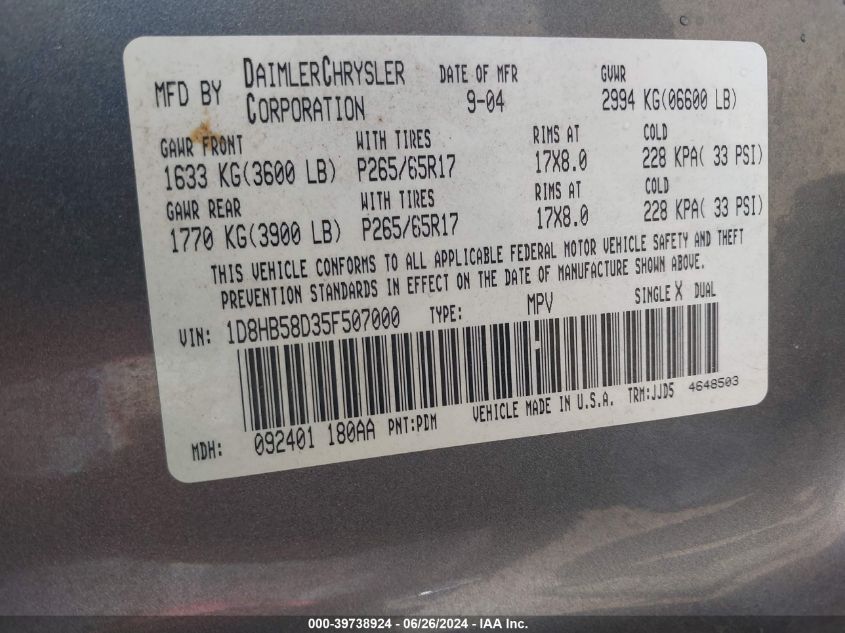 MFD BY DAIMLERCHRYSLER CORPORATION DATE OF MFR 9-04 GVWR 2994 KG(06600 LB)
GAWR FRONT WITH TIRES RIMS AT COLD
1633 KG(3600 LB) P265/65R17 17X8.0 228 KPA( 33 PSI)
GAWR REAR WITH TIRES RIMS AT COLD
1770 KG(3900 LB) P265/65R17 17X8.0 228 KPA( 33 PSI)
THIS VEHICLE CONFORMS TO ALL APPLICABLE FEDERAL MOTOR VEHICLE SAFETY AND THEFT
PREVENTION STANDARDS IN EFFECT ON THE DATE OF MANUFACTURE SHOWN ABOVE.
VIN: 1D8HB58D35F507000 TYPE: MPV SINGLE X DUAL
MDH: 092401 180AA PNT:PDM VEHICLE MADE IN U.S.A. TRM:JJD5 4648503
000-39738924 / 06/26/2024 / IAA Inc.